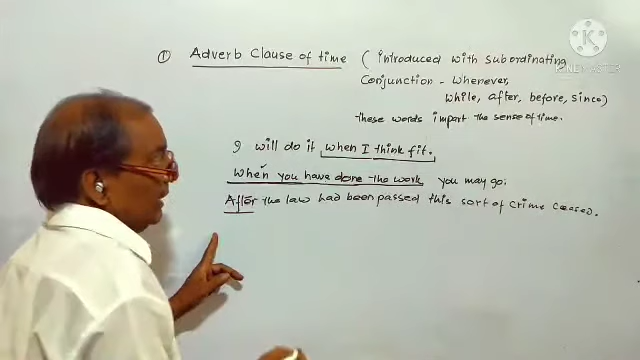 ① Adverb Clause of time ( introduced with subordinating
Conjunction - Whenever,
while, after, before, since)
These words impart the sense of time.
I will do it when I think fit.
When you have done the work you may go.
After the law had been passed this sort of crime ceased.
KINEMASTER